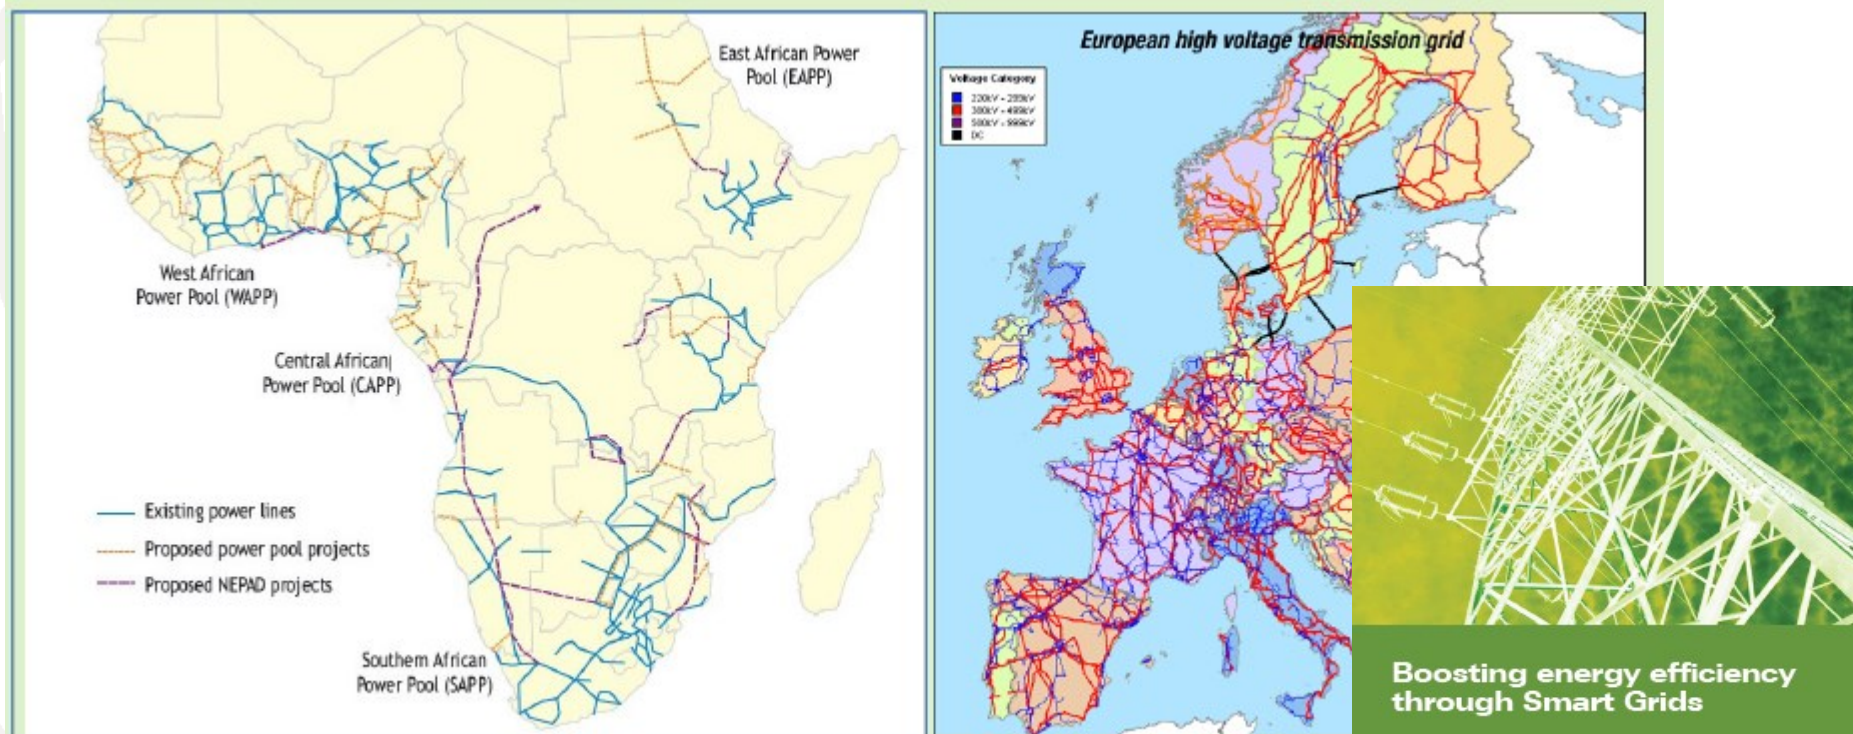 East African Power
Pool (EAPP)
West African
Power Pool (WAPP)
Central African
Power Pool (CAPP)
Existing power lines
Proposed power pool projects
Proposed NEPAD projects
Southern African
Power Pool (SAPP)
European high voltage transmission grid
Voltage Category
DC
Boosting energy efficiency
through Smart Grids